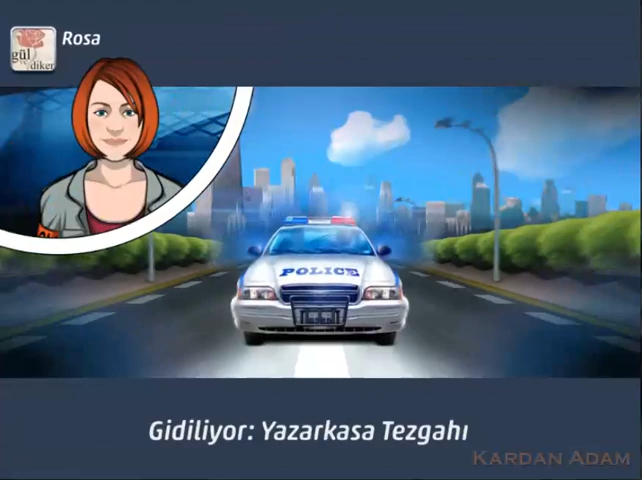 Rosa
gül
diker
POLICE
Gidiliyor: Yazarkasa Tezgahı
KARDAN ADAM